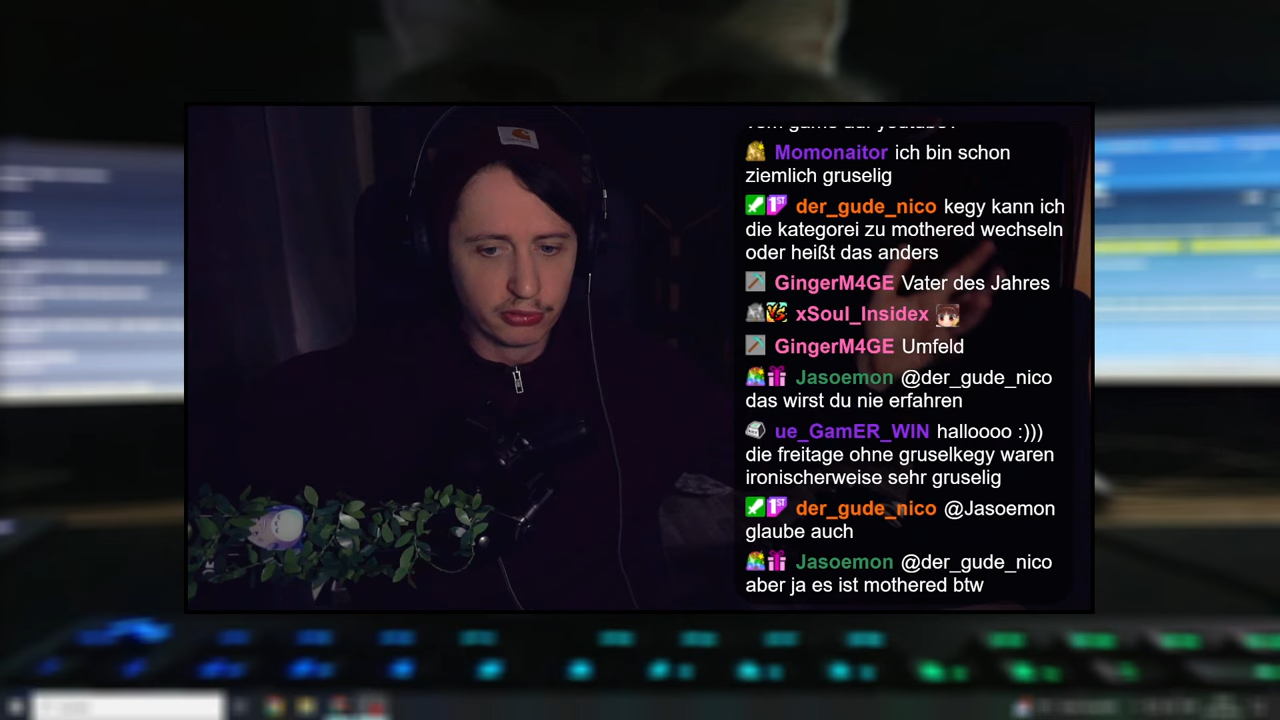 Momonaitor ich bin schon
ziemlich gruselig
der_gude_nico kegy kann ich
die kategorei zu mothered wechseln
oder heißt das anders
GingerM4GE Vater des Jahres
xSouI_Insidex
GingerM4GE Umfeld
Jasoemon @der_gude_nico
das wirst du nie erfahren
ue_GamER_WIN halloooo :)))
die freitage ohne gruselkegy waren
ironischerweise sehr gruselig
der_gude_nico @Jasoemon
glaube auch
Jasoemon @der_gude_nico
aber ja es ist mothered btw